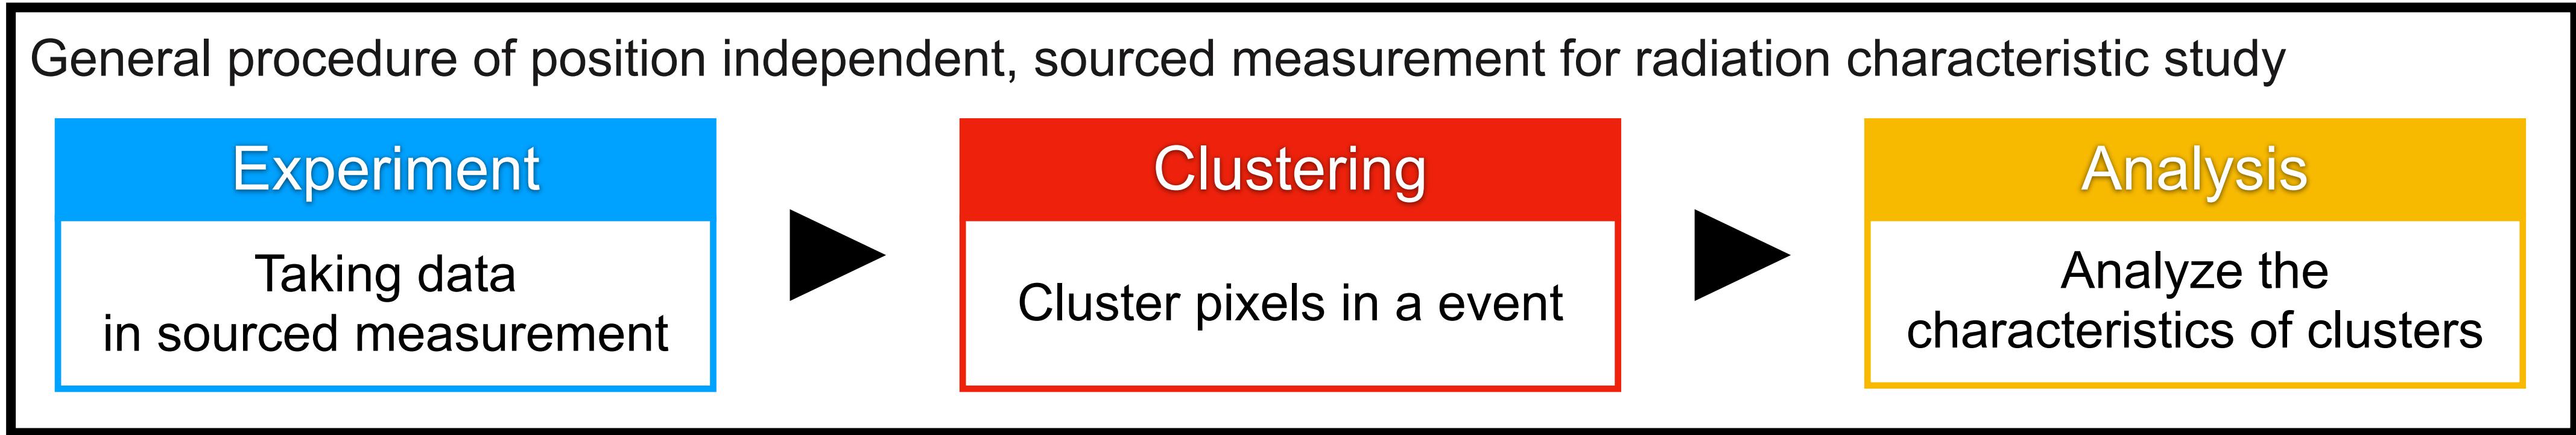 General procedure of position independent, sourced measurement for radiation characteristic study
Experiment
Taking data
in sourced measurement
Clustering
Cluster pixels in a event
Analysis
Analyze the
characteristics of clusters